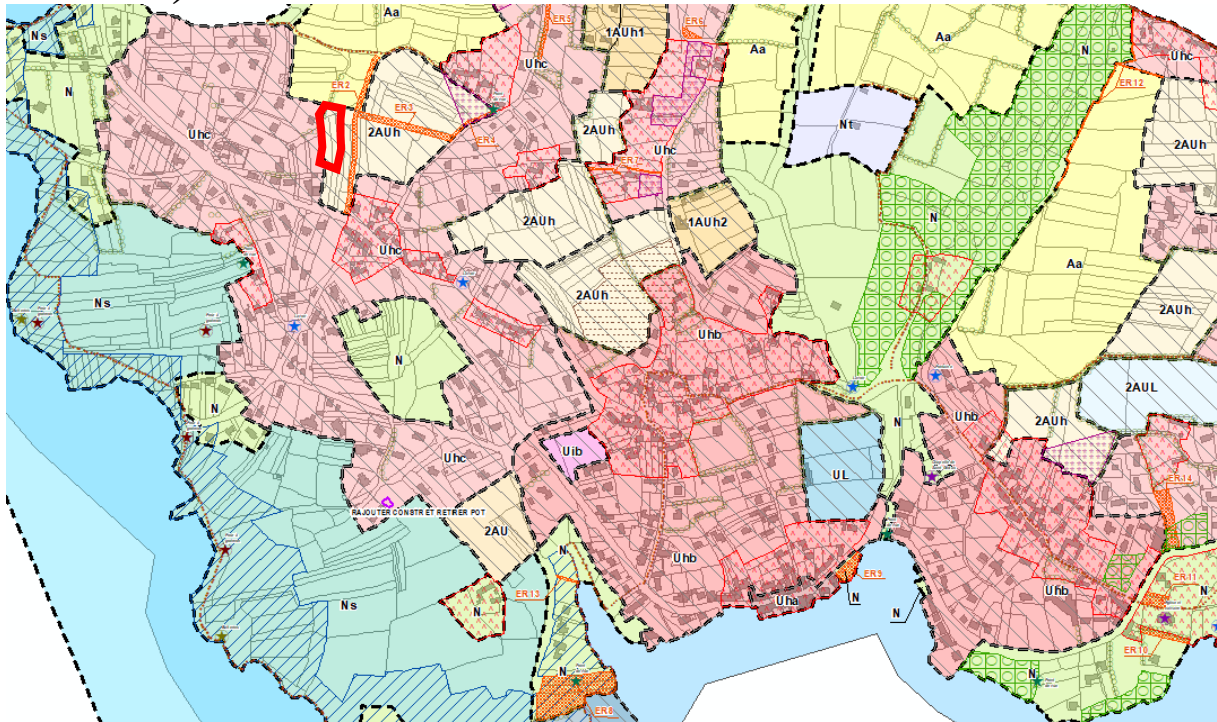 Ns
Aa
ER5
1AUh1
ER6
Uhc
Aa
Aa
N
Uhc
N
ER2
ER3
2AUh
ER12
Uhc
ER4
2AUh
Nt
2AUh
ER7
Uhc
2AUh
1AUh2
N
Uhc
Ns
2AUh
Aa
2AUh
Uhb
N
2AUL
N
Uhb
2AUh
N
Uhc
Uib
UL
ER14
RAJOUTER CONSTR ET RETIRER POT
2AU
N
Uhb
ER9
ER11
Ns
N
ER13
Uha
N
N
Uhb
N
ER10
N
N
ER8